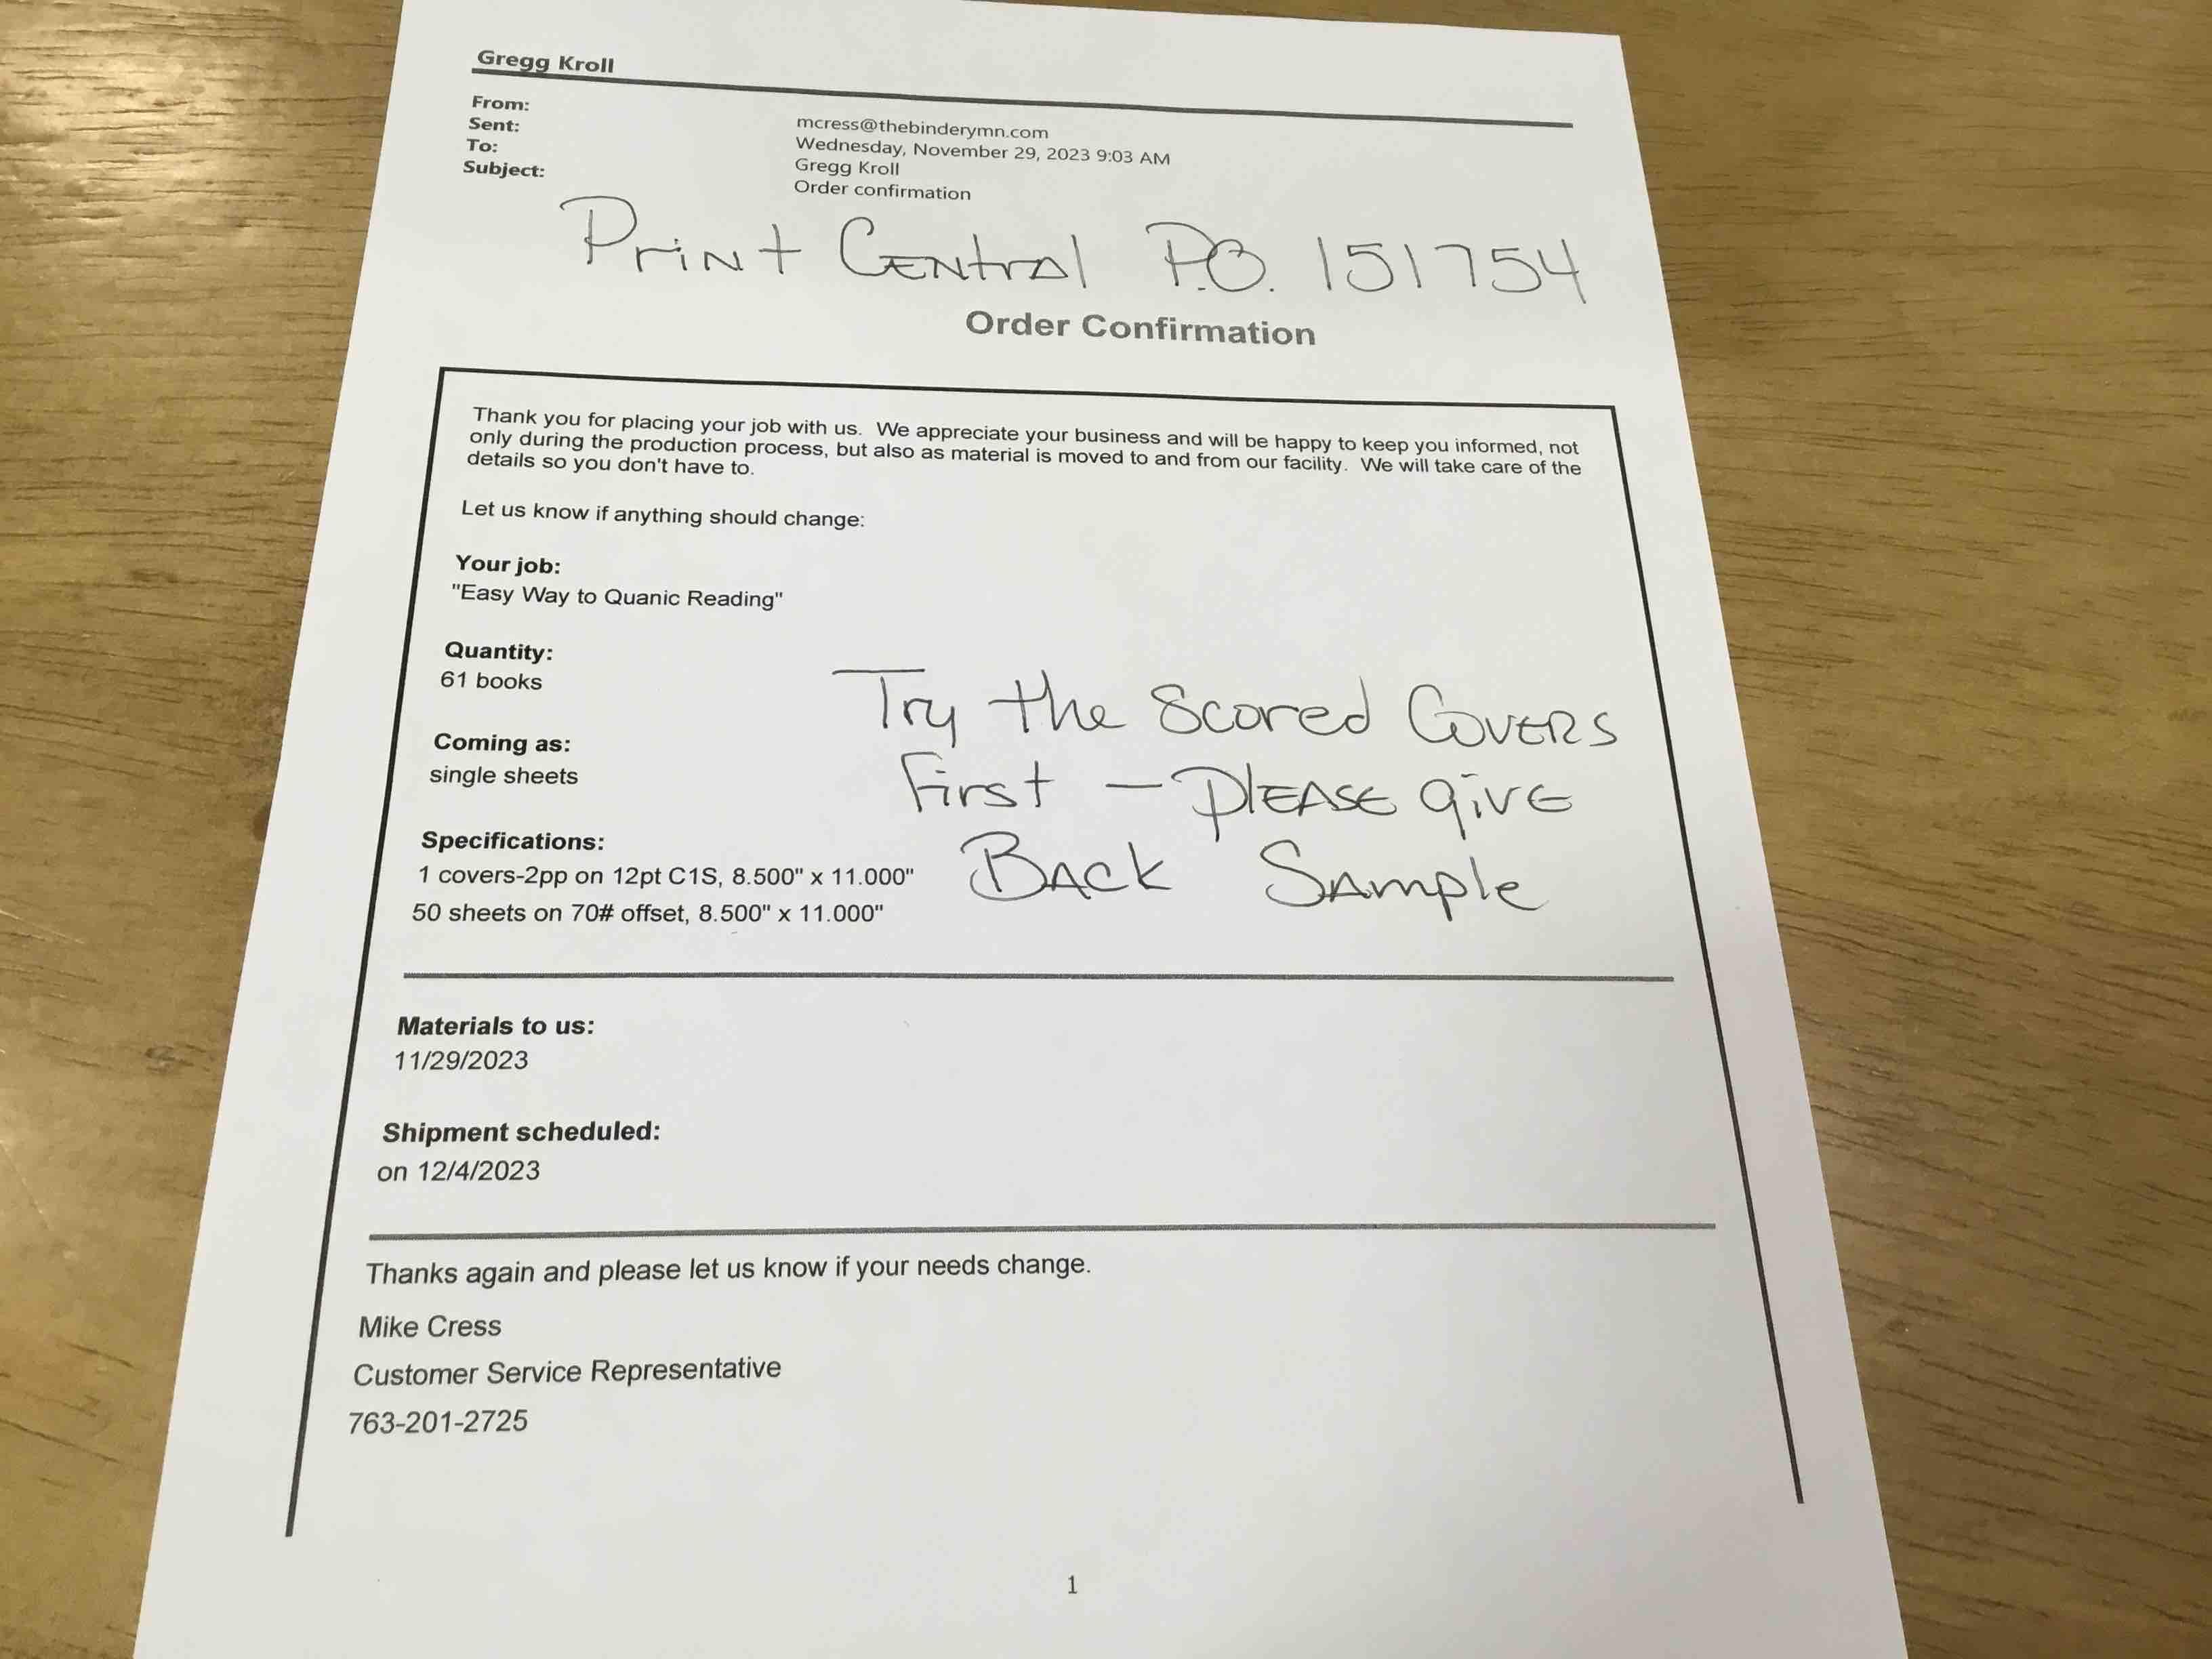 Gregg Kroll
From: mcress@thebinderymn.com
Sent: Wednesday, November 29, 2023 9:03 AM
To: Gregg Kroll
Subject: Order confirmation
Print Central P.O. 151754
Order Confirmation
Thank you for placing your job with us. We appreciate your business and will be happy to keep you informed, not
only during the production process, but also as material is moved to and from our facility. We will take care of the
details so you don't have to.
Let us know if anything should change:
Your job:
"Easy Way to Quanic Reading"
Quantity:
61 books
Try the Scored Covers
First - Please give
Back Sample
Coming as:
single sheets
Specifications:
1 covers-2pp on 12pt C1S, 8.500" x 11.000"
50 sheets on 70# offset, 8.500" x 11.000"
Materials to us:
11/29/2023
Shipment scheduled:
on 12/4/2023
Thanks again and please let us know if your needs change.
Mike Cress
Customer Service Representative
763-201-2725
1